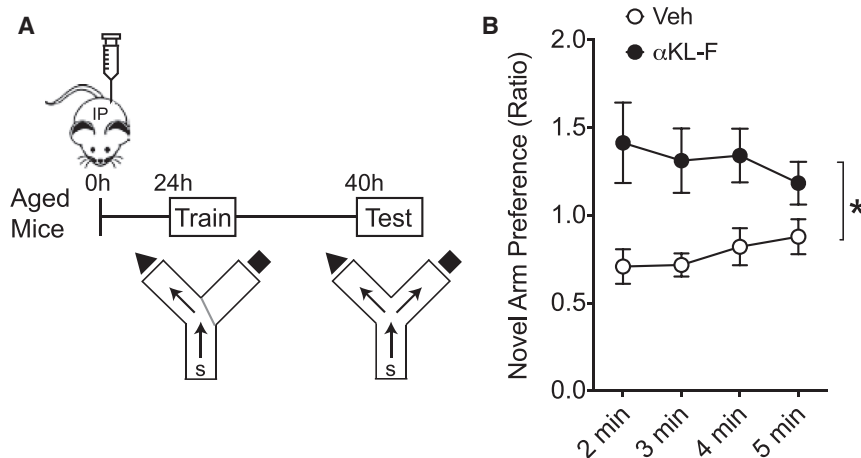 A
IP
0h 24h 40h
Aged Mice
Train Test
s s
B
Veh
αKL-F
Novel Arm Preference (Ratio)
2.0
1.5
1.0
0.5
0.0
*
2 min 3 min 4 min 5 min